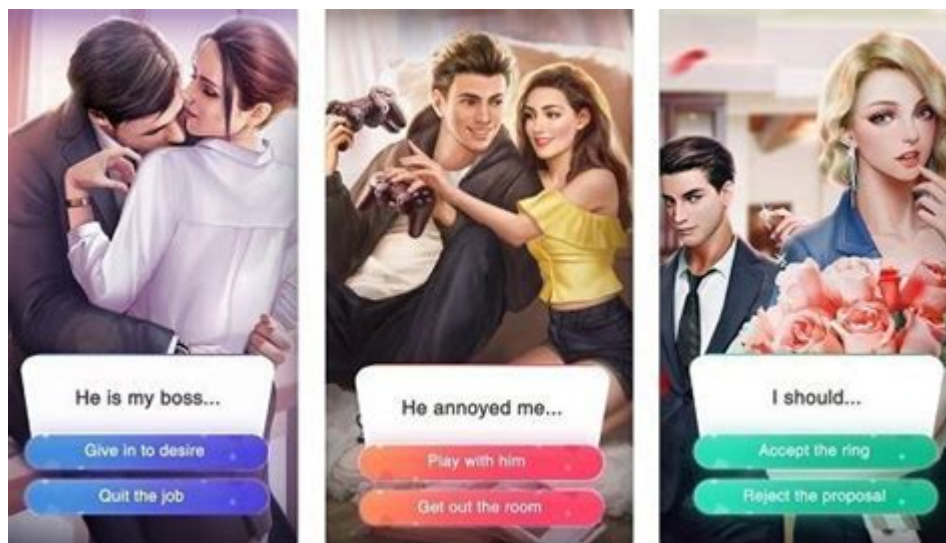 He is my boss...
Give in to desire
Quit the job
He annoyed me...
Play with him
Get out the room
I should...
Accept the ring
Reject the proposal